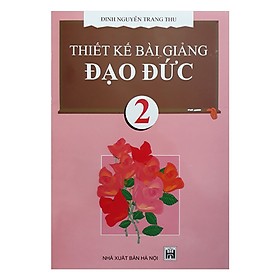 ĐINH NGUYỄN TRANG THU
THIẾT KẾ BÀI GIẢNG
ĐẠO ĐỨC
2
NHÀ XUẤT BẢN HÀ NỘI